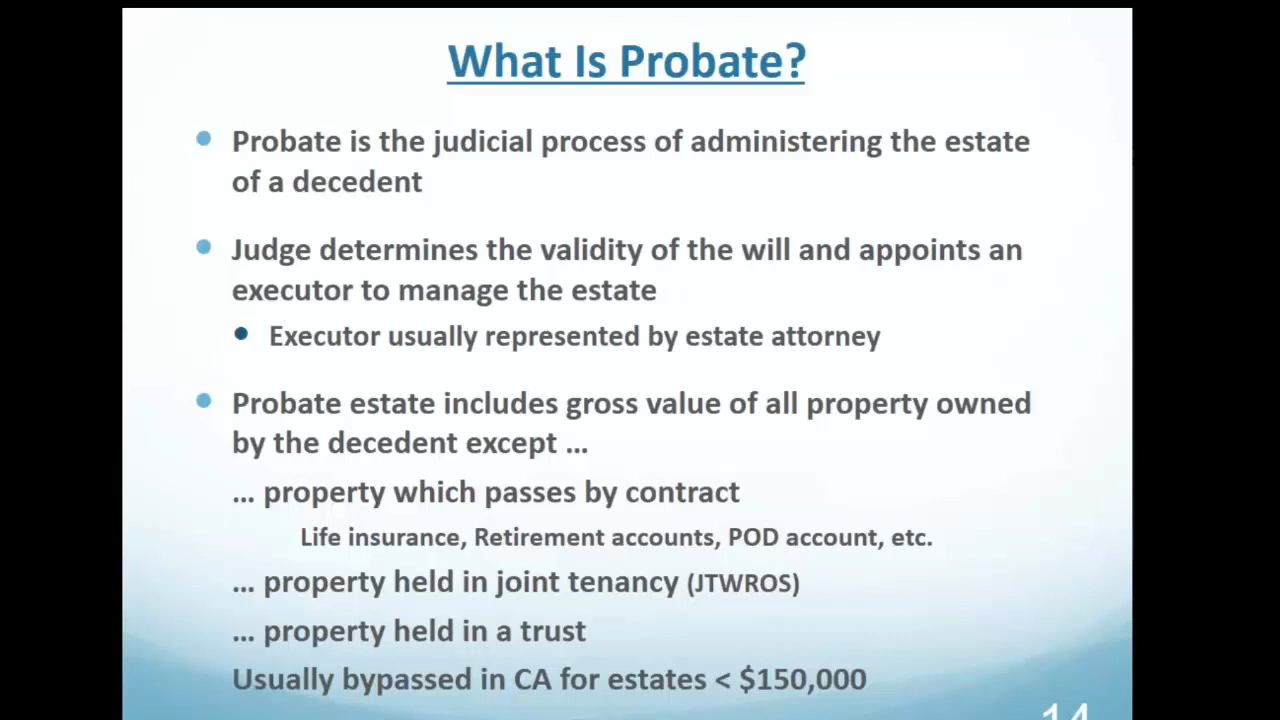 What Is Probate?
Probate is the judicial process of administering the estate
of a decedent
Judge determines the validity of the will and appoints an
executor to manage the estate
Executor usually represented by estate attorney
Probate estate includes gross value of all property owned
by the decedent except ...
... property which passes by contract
Life insurance, Retirement accounts, POD account, etc.
... property held in joint tenancy (JTWROS)
... property held in a trust
Usually bypassed in CA for estates < $150,000
14